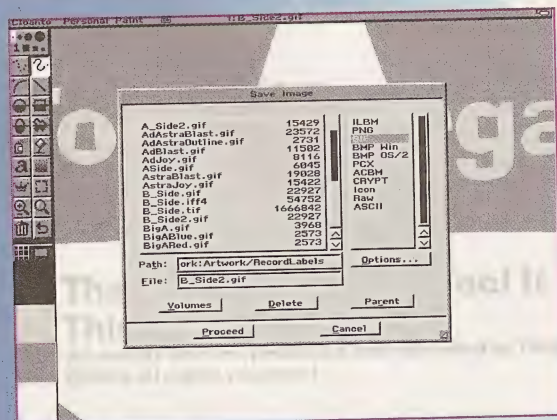 Cloanto Personal Paint
1:B_Side2.gif
Save Image
A_Side2.gif 15429
AdAstraBlast.gif 23572
AdAstraOutline.gif 2731
AdBlast.gif 11502
AdJoy.gif 8116
ASide.gif 6045
AstraBlast.gif 19028
AstraJoy.gif 15422
B_Side.gif 22927
B_Side.iff4 54752
B_Side.tif 1666842
B_Side2.gif 22927
BigA.gif 3968
BigABlue.gif 2573
BigARed.gif 2573
ILBM
PNG
GIF
BMP Win
BMP OS/2
PCX
ACBM
CRYPT
Icon
Raw
ASCII
Path: ork:Artwork/RecordLabels
Options...
File: B_Side2.gif
Volumes Delete Parent
Proceed Cancel